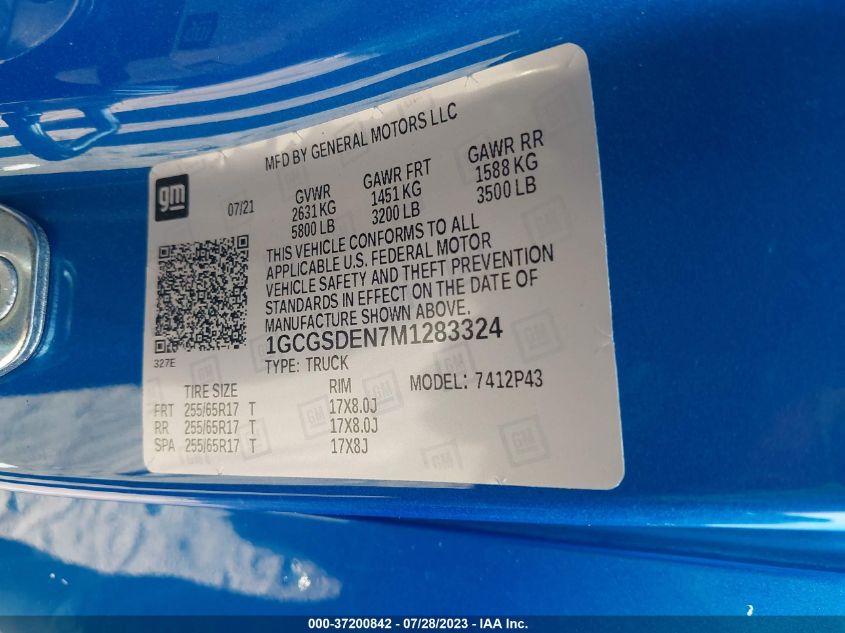 MFD BY GENERAL MOTORS LLC
gm
07/21
GVWR GAWR FRT GAWR RR
2631 KG 1451 KG 1588 KG
5800 LB 3200 LB 3500 LB
THIS VEHICLE CONFORMS TO ALL
APPLICABLE U.S. FEDERAL MOTOR
VEHICLE SAFETY AND THEFT PREVENTION
STANDARDS IN EFFECT ON THE DATE OF
MANUFACTURE SHOWN ABOVE.
1GCGSDEN7M1283324
327E
TYPE: TRUCK
TIRE SIZE RIM MODEL: 7412P43
FRT 255/65R17 T 17X8.0J
RR 255/65R17 T 17X8.0J
SPA 255/65R17 T 17X8J
000-37200842 - 07/28/2023 - IAA Inc.